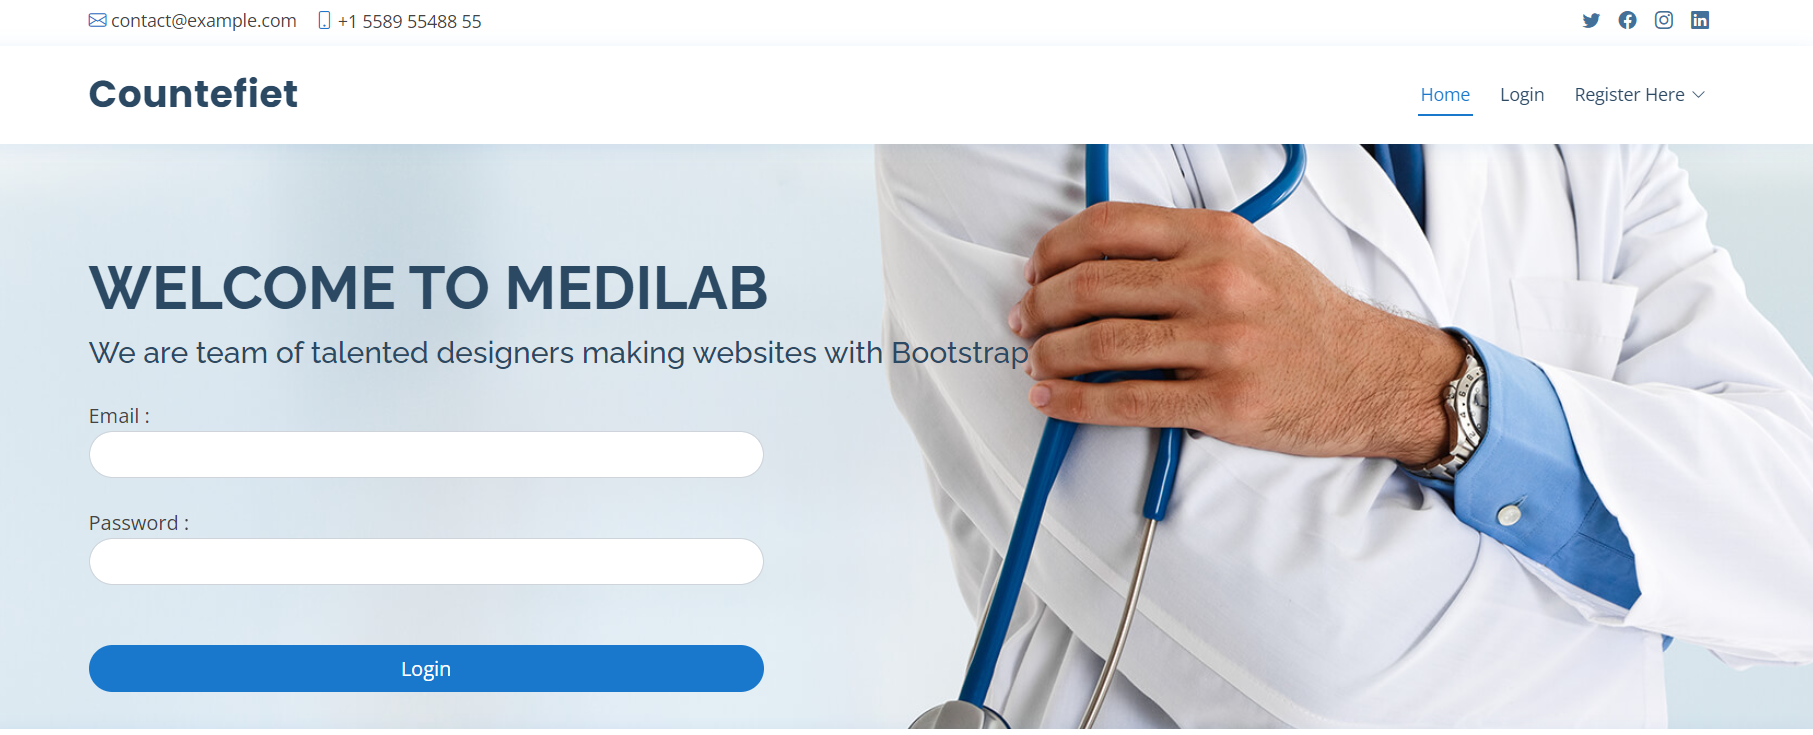 contact@example.com +1 5589 55488 55
Countefiet
Home Login Register Here
WELCOME TO MEDILAB
We are team of talented designers making websites with Bootstrap
Email :
Password :
Login